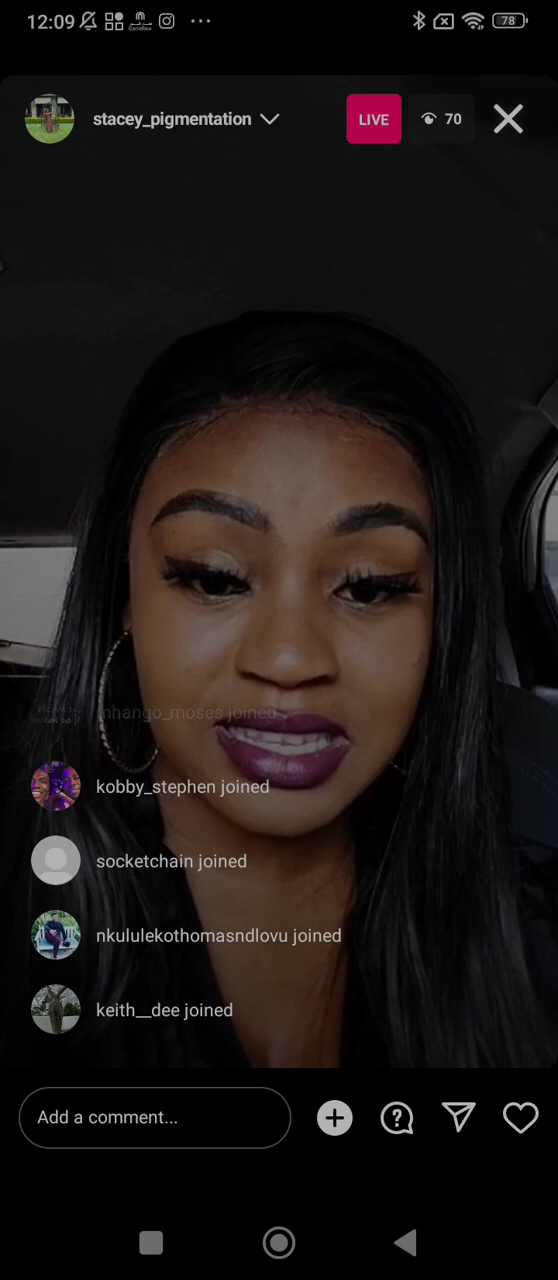 12:09
78
stacey_pigmentation
LIVE
70
mhango_moses joined
kobby_stephen joined
socketchain joined
nkululekothomasndlovu joined
keith__dee joined
Add a comment...